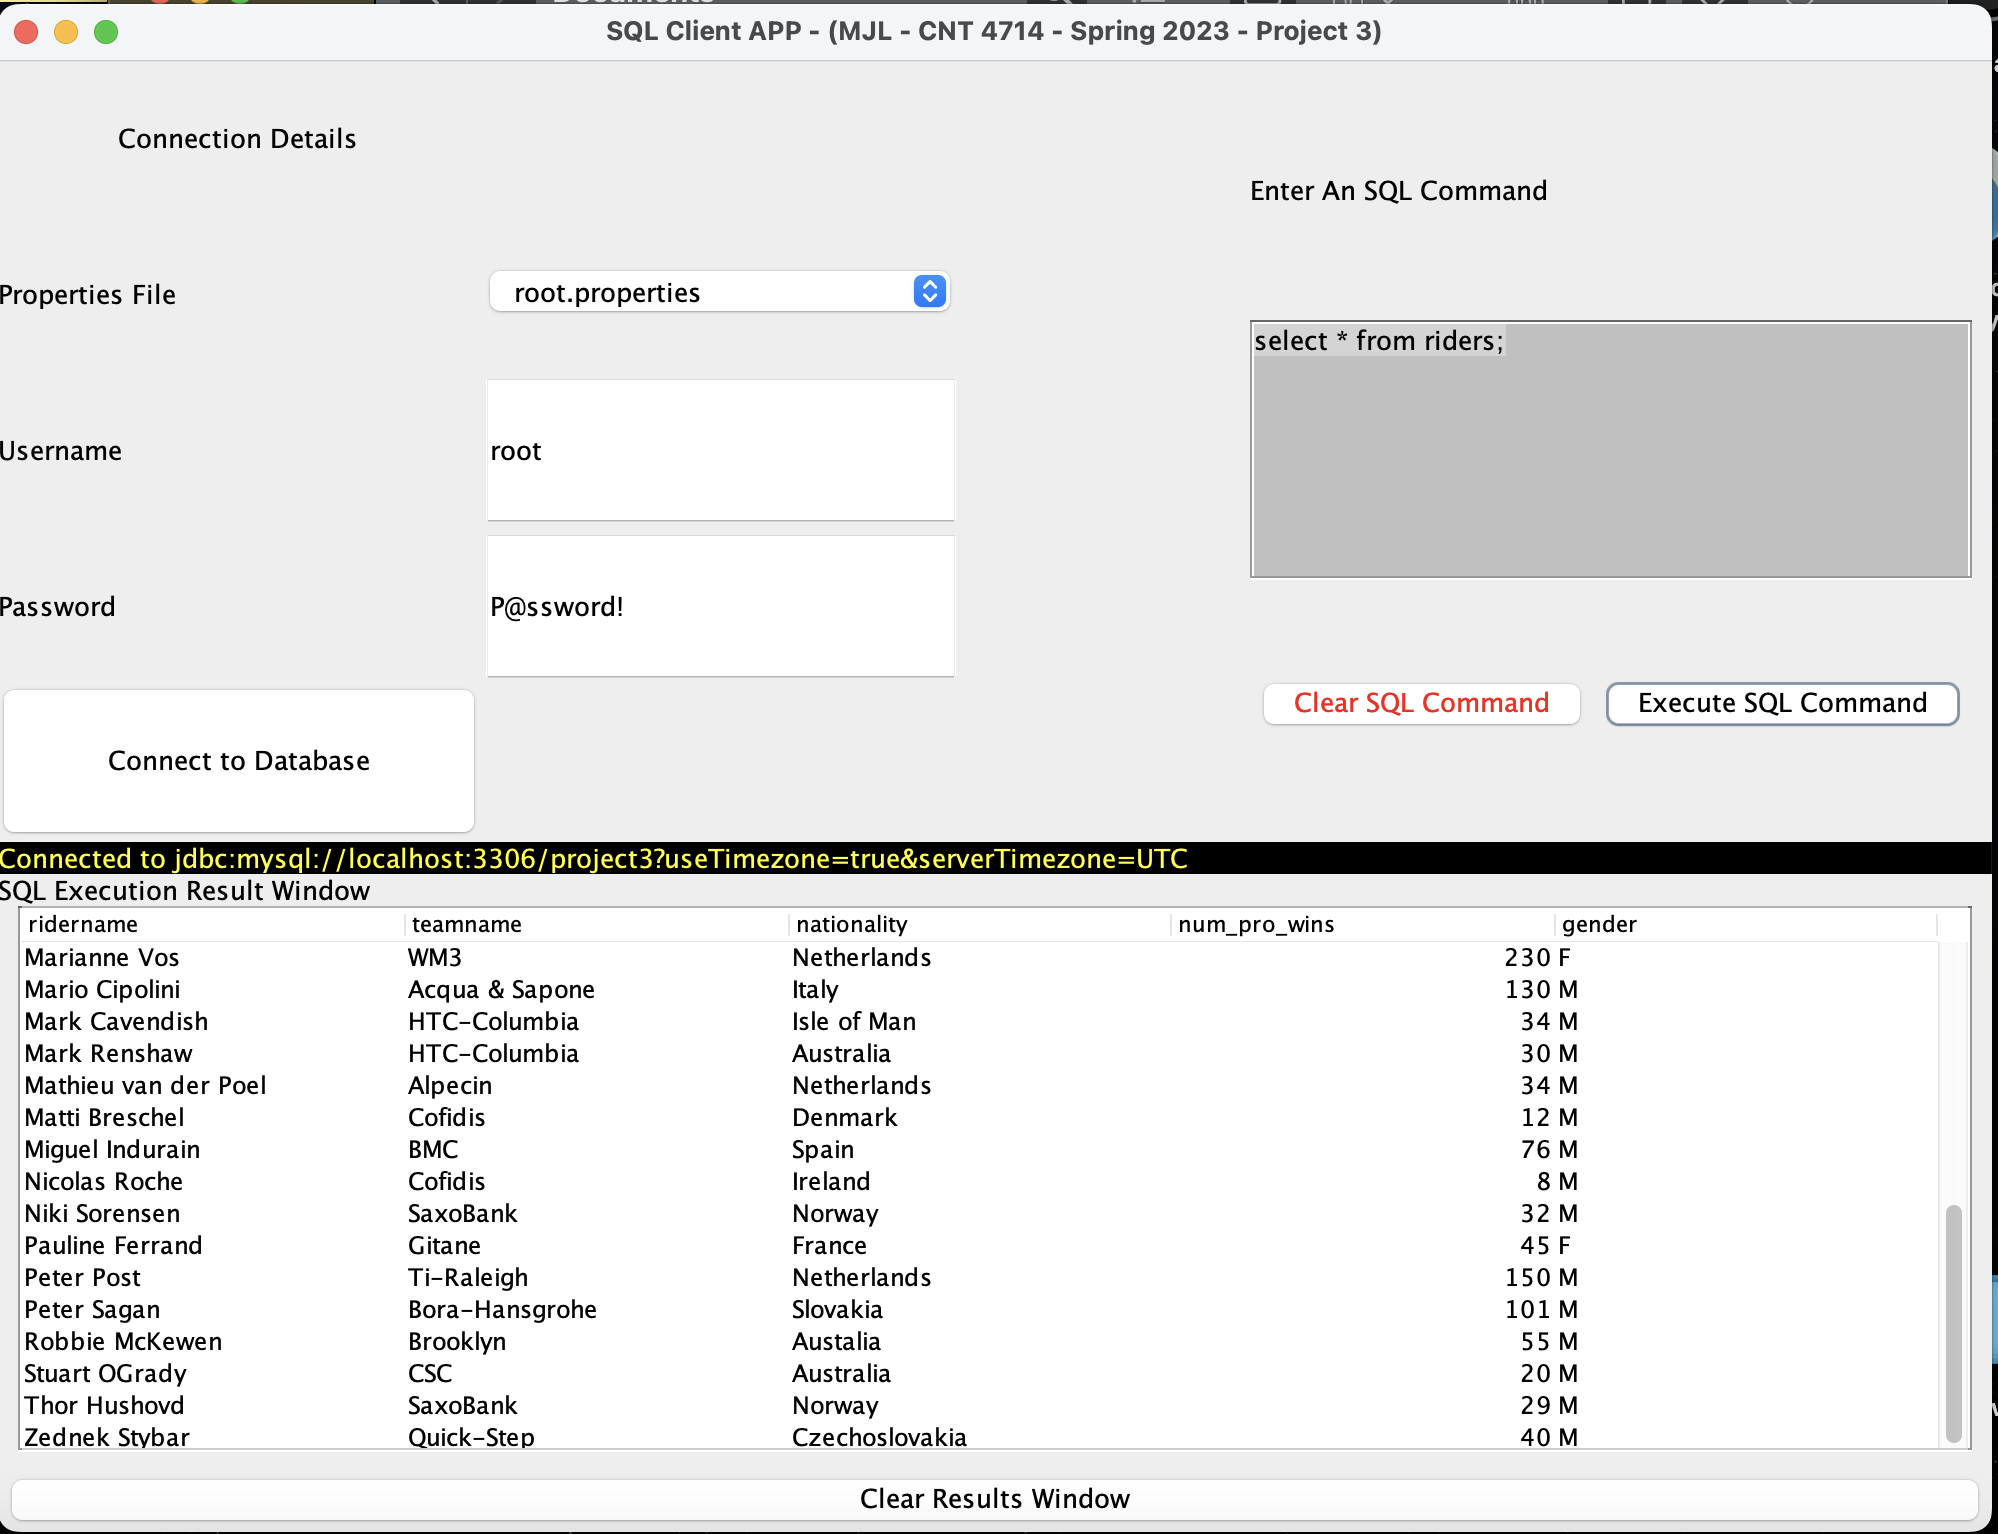 SQL Client APP - (MJL - CNT 4714 - Spring 2023 - Project 3)
Connection Details
Enter An SQL Command
Properties File
root.properties
select * from riders;
Username
root
Password
P@ssword!
Clear SQL Command
Execute SQL Command
Connect to Database
Connected to jdbc:mysql://localhost:3306/project3?useTimezone=true&serverTimezone=UTC
SQL Execution Result Window
ridername teamname nationality num_pro_wins gender
Marianne Vos WM3 Netherlands 230 F
Mario Cipolini Acqua & Sapone Italy 130 M
Mark Cavendish HTC-Columbia Isle of Man 34 M
Mark Renshaw HTC-Columbia Australia 30 M
Mathieu van der Poel Alpecin Netherlands 34 M
Matti Breschel Cofidis Denmark 12 M
Miguel Indurain BMC Spain 76 M
Nicolas Roche Cofidis Ireland 8 M
Niki Sorensen SaxoBank Norway 32 M
Pauline Ferrand Gitane France 45 F
Peter Post Ti-Raleigh Netherlands 150 M
Peter Sagan Bora-Hansgrohe Slovakia 101 M
Robbie McKewen Brooklyn Austalia 55 M
Stuart OGrady CSC Australia 20 M
Thor Hushovd SaxoBank Norway 29 M
Zednek Stybar Quick-Step Czechoslovakia 40 M
Clear Results Window